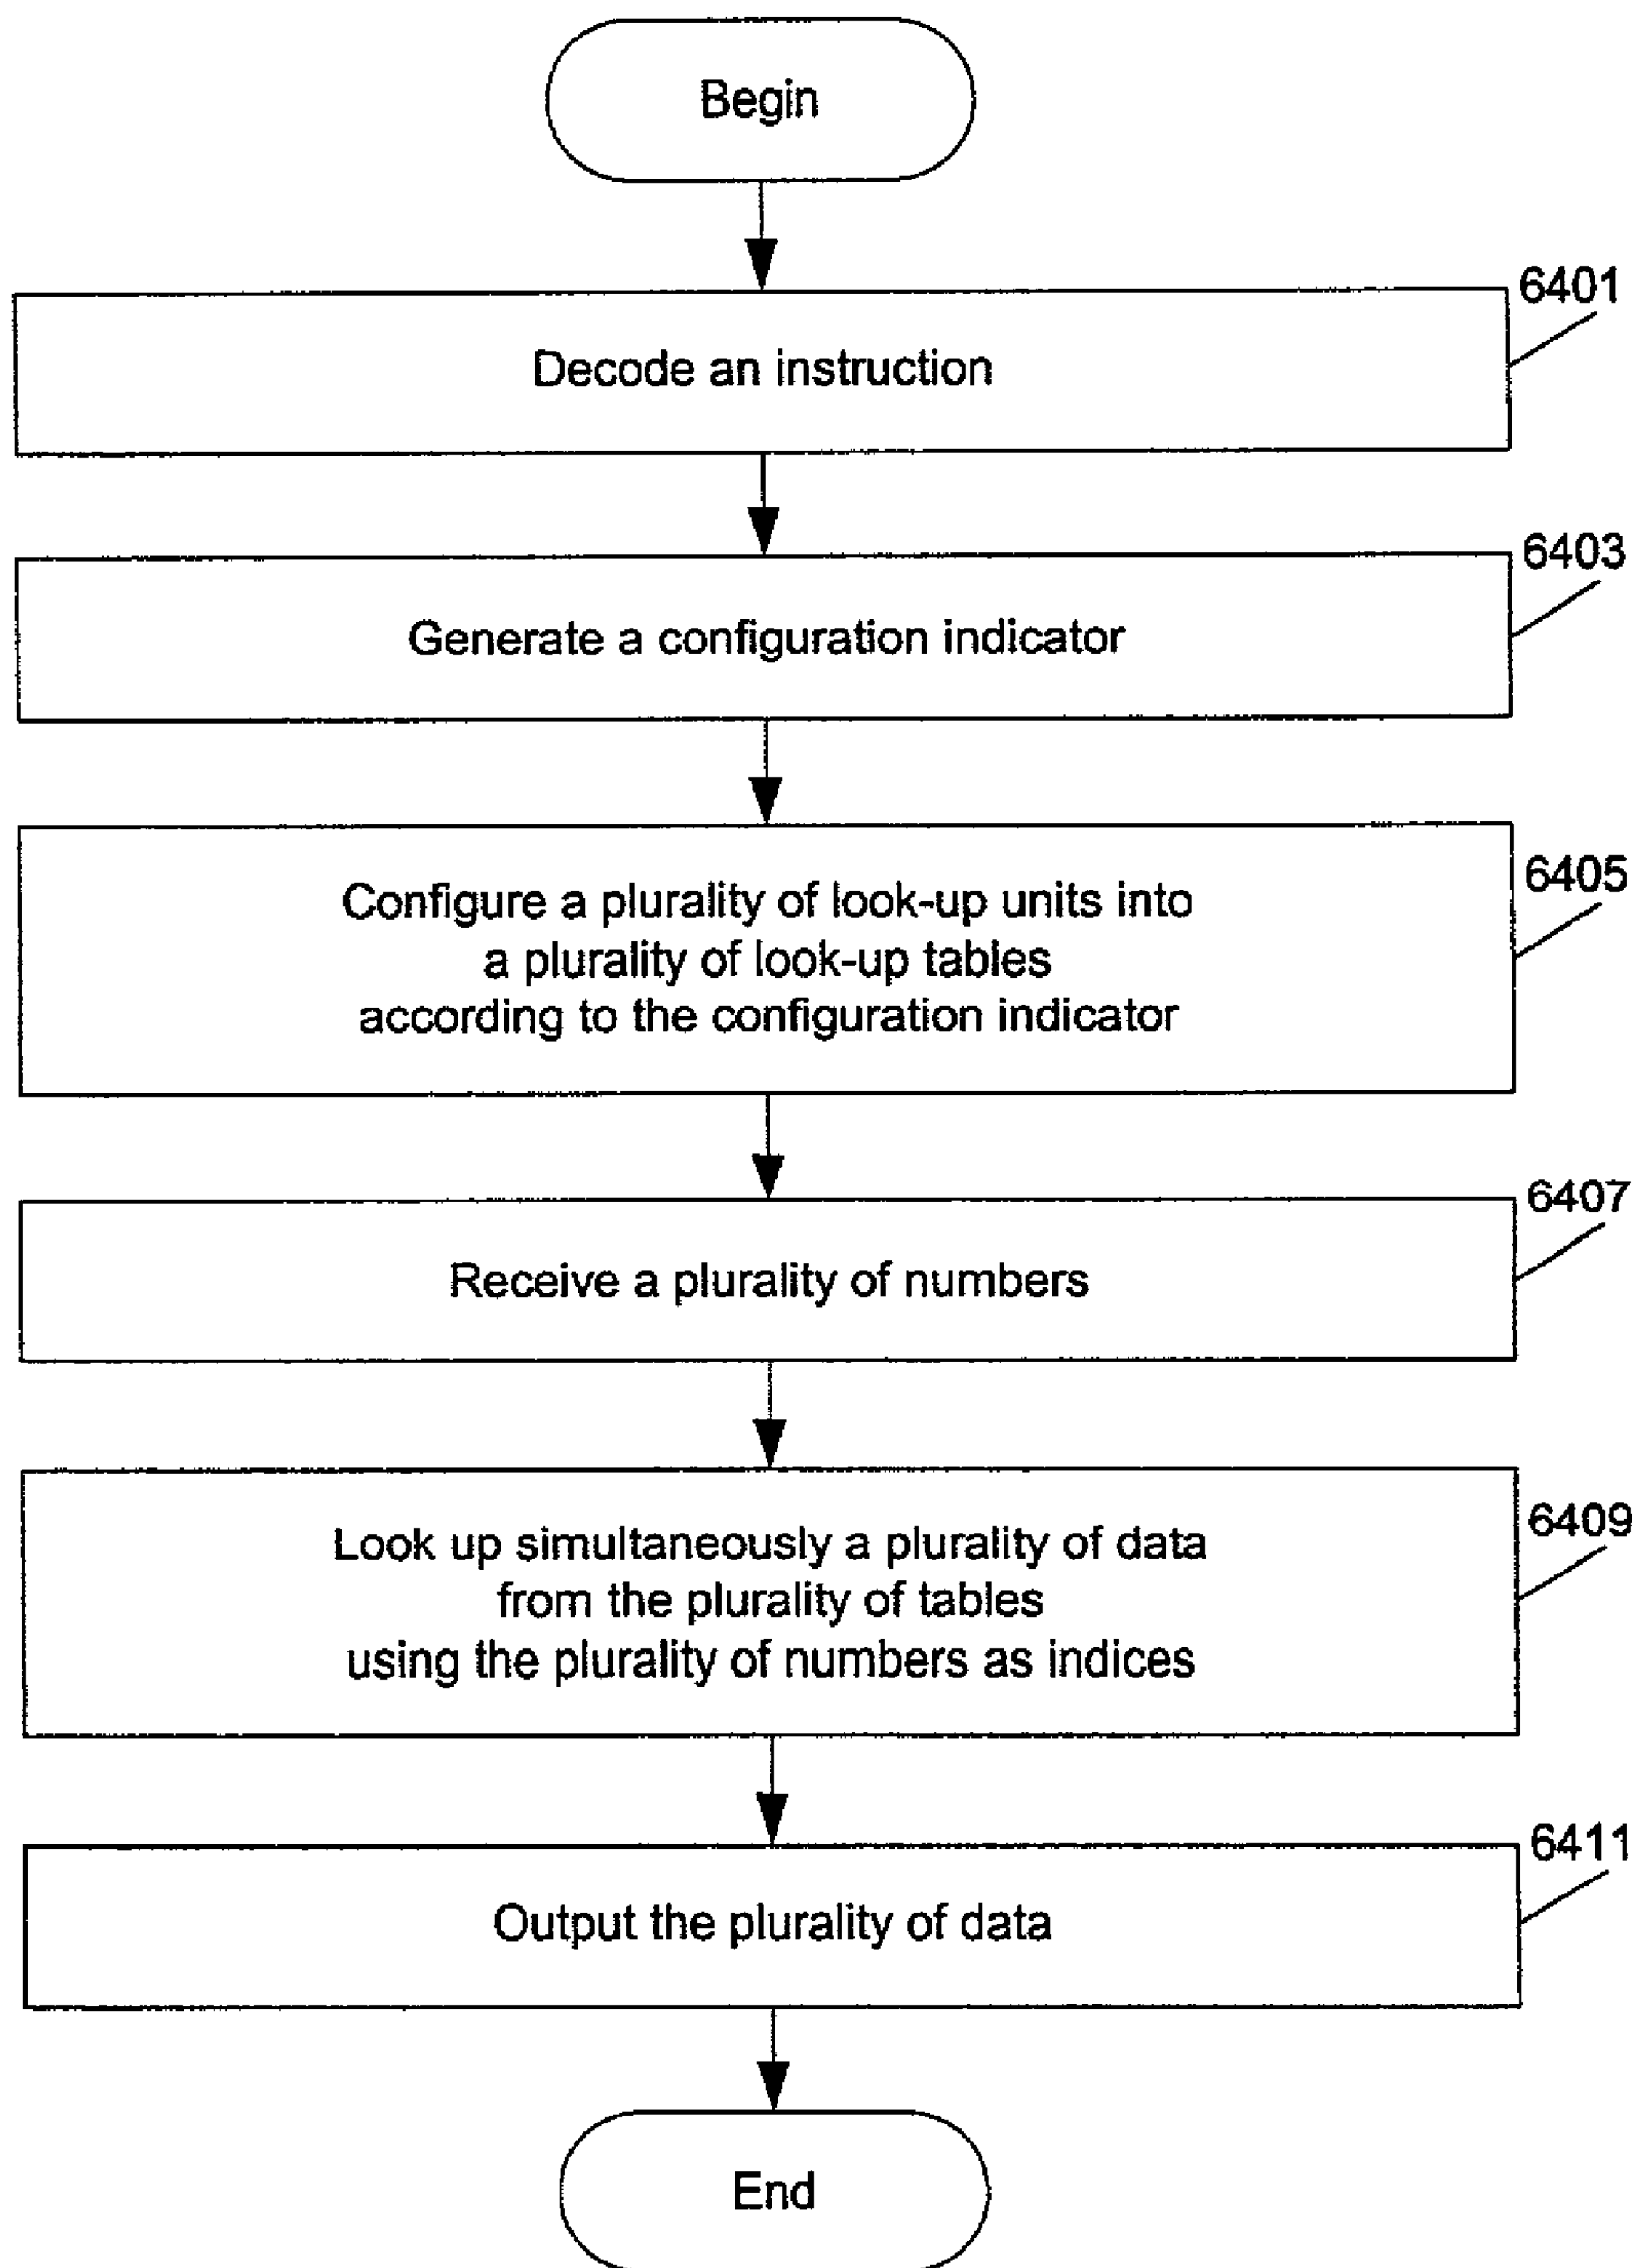 Begin
6401
Decode an instruction
6403
Generate a configuration indicator
6405
Configure a plurality of look-up units into
a plurality of look-up tables
according to the configuration indicator
6407
Receive a plurality of numbers
6409
Look up simultaneously a plurality of data
from the plurality of tables
using the plurality of numbers as indices
6411
Output the plurality of data
End